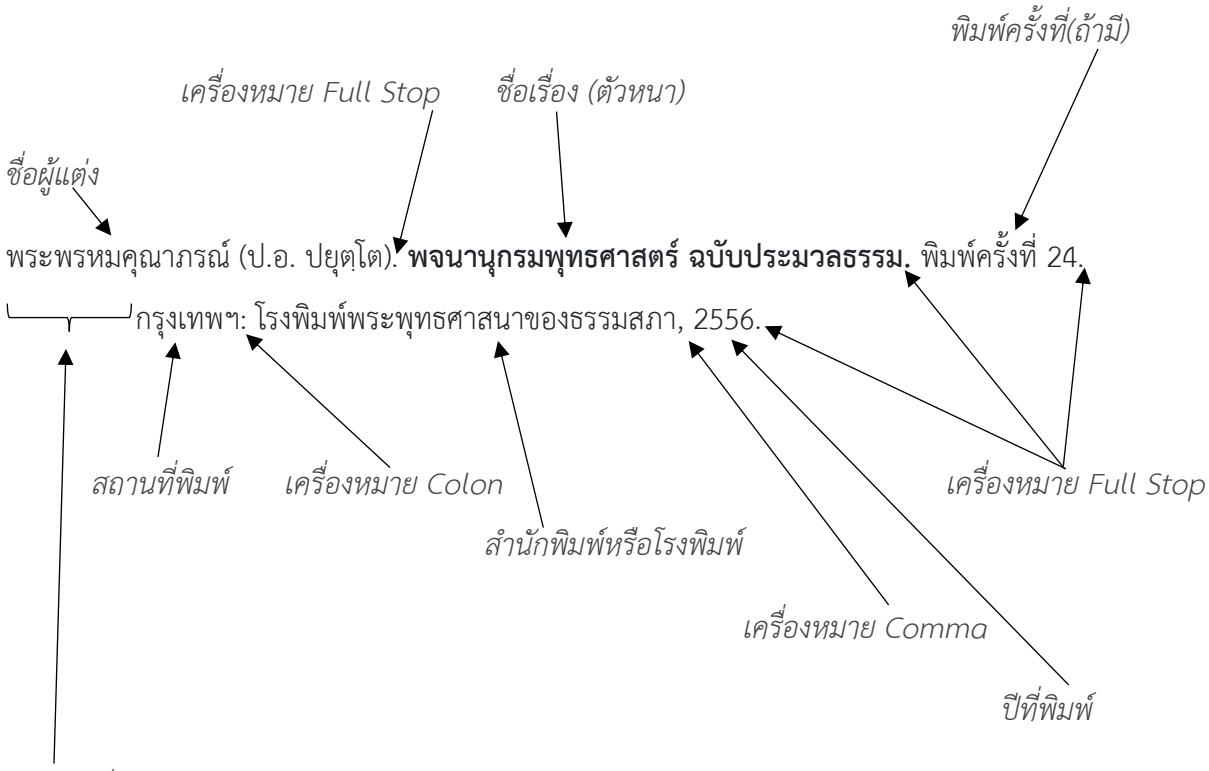 พิมพ์ครั้งที่(ถ้ามี)
เครื่องหมาย Full Stop ชื่อเรื่อง (ตัวหนา)
ชื่อผู้แต่ง
พระพรหมคุณาภรณ์ (ป.อ. ปยุตฺโต). พจนานุกรมพุทธศาสตร์ ฉบับประมวลธรรม. พิมพ์ครั้งที่ 24.
กรุงเทพฯ: โรงพิมพ์พระพุทธศาสนาของธรรมสภา, 2556.
สถานที่พิมพ์ เครื่องหมาย Colon เครื่องหมาย Full Stop
สำนักพิมพ์หรือโรงพิมพ์
เครื่องหมาย Comma
ปีที่พิมพ์